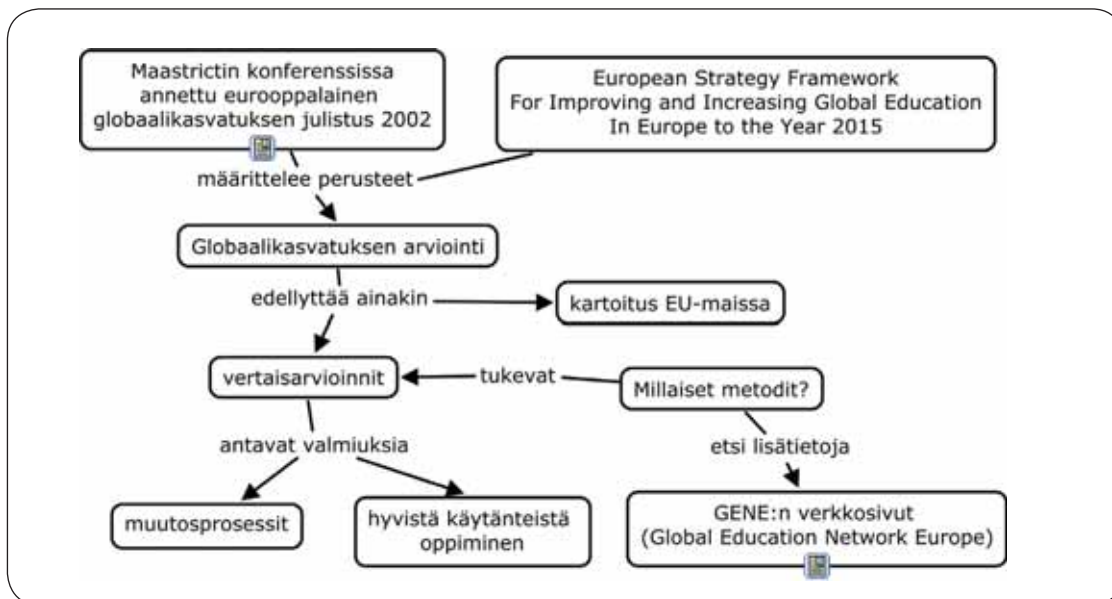 Maastrictin konferenssissa
annettu eurooppalainen
globaalikasvatuksen julistus 2002
European Strategy Framework
For Improving and Increasing Global Education
In Europe to the Year 2015
määrittelee perusteet
Globaalikasvatuksen arviointi
edellyttää ainakin
kartoitus EU-maissa
vertaisarvioinnit
tukevat
Millaiset metodit?
antavat valmiuksia
etsi lisätietoja
muutosprosessit
hyvistä käytänteistä
oppiminen
GENE:n verkkosivut
(Global Education Network Europe)